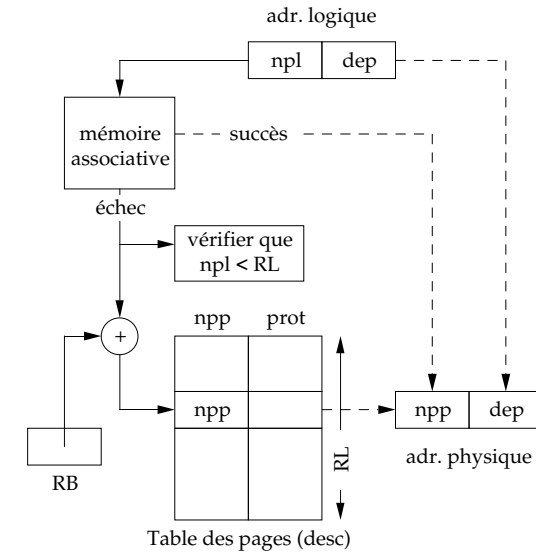 adr. logique
npl dep
mémoire
associative
succès
échec
vérifier que
npl < RL
npp prot
+
npp
npp dep
RL
adr. physique
RB
Table des pages (desc)